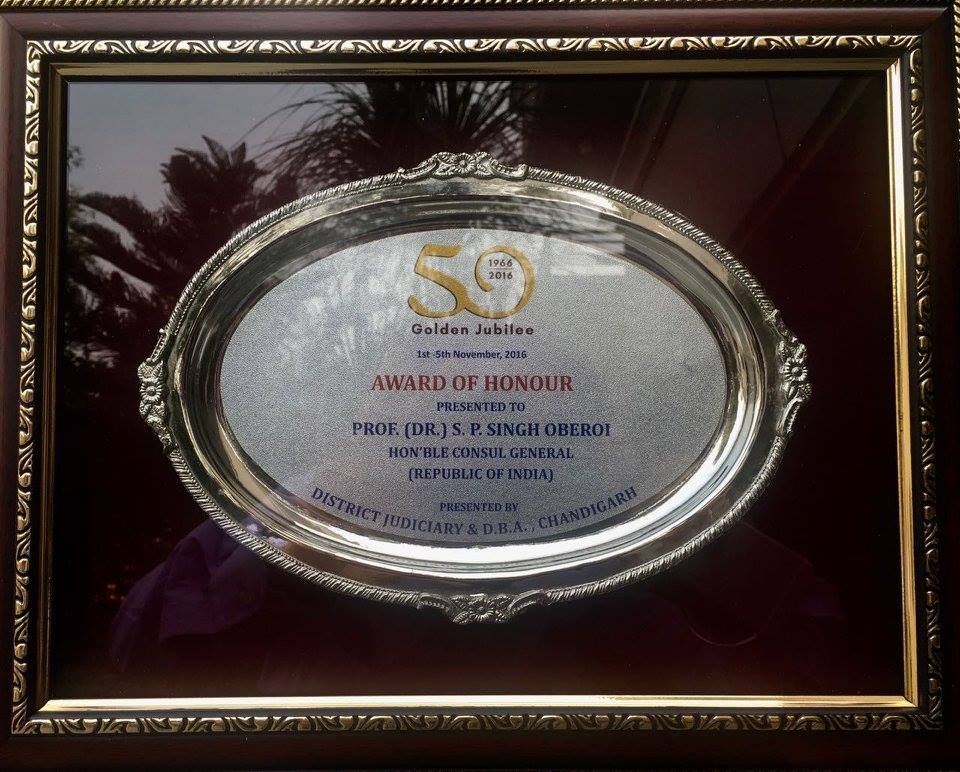 50
1966
2016
Golden Jubilee
1st -5th November, 2016
AWARD OF HONOUR
PRESENTED TO
PROF. (DR.) S. P. SINGH OBEROI
HON'BLE CONSUL GENERAL
(REPUBLIC OF INDIA)
PRESENTED BY
DISTRICT JUDICIARY & D.B.A. , CHANDIGARH